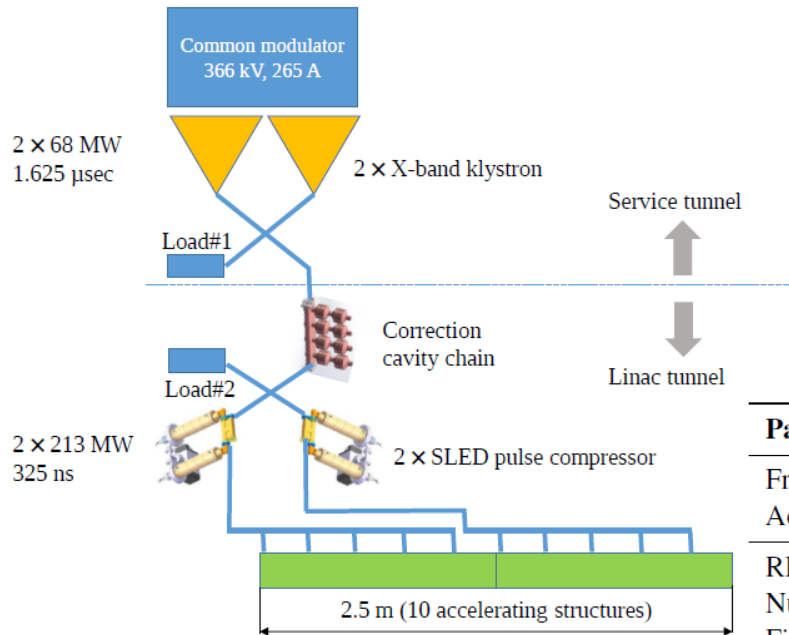 Common modulator
366 kV, 265 A
2 × 68 MW
1.625 µsec
2 × X-band klystron
Service tunnel
Load#1
Correction
cavity chain
Load#2
Linac tunnel
2 × 213 MW
325 ns
2 × SLED pulse compressor
2.5 m (10 accelerating structures)